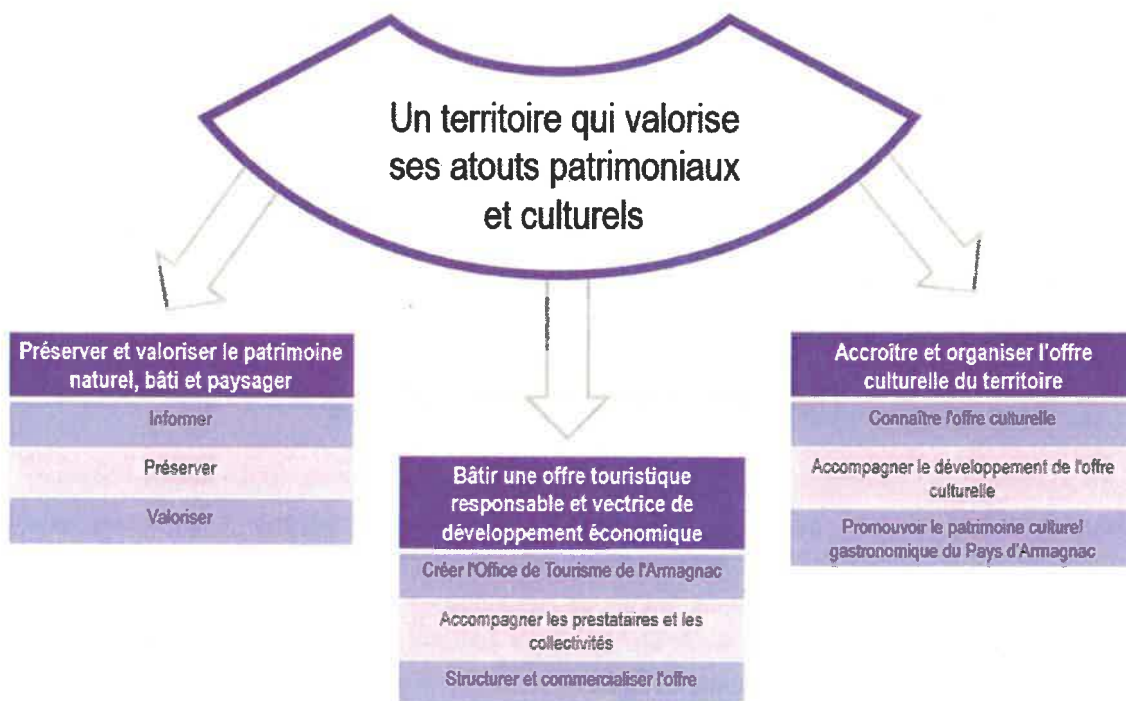 Un territoire qui valorise
ses atouts patrimoniaux
et culturels
Préserver et valoriser le patrimoine
naturel, bâti et paysager
Informer
Préserver
Valoriser
Bâtir une offre touristique
responsable et vectrice de
développement économique
Créer l'Office de Tourisme de l'Armagnac
Accompagner les prestataires et les
collectivités
Structurer et commercialiser l'offre
Accroître et organiser l'offre
culturelle du territoire
Connaître l'offre culturelle
Accompagner le développement de l'offre
culturelle
Promouvoir le patrimoine culturel
gastronomique du Pays d'Armagnac